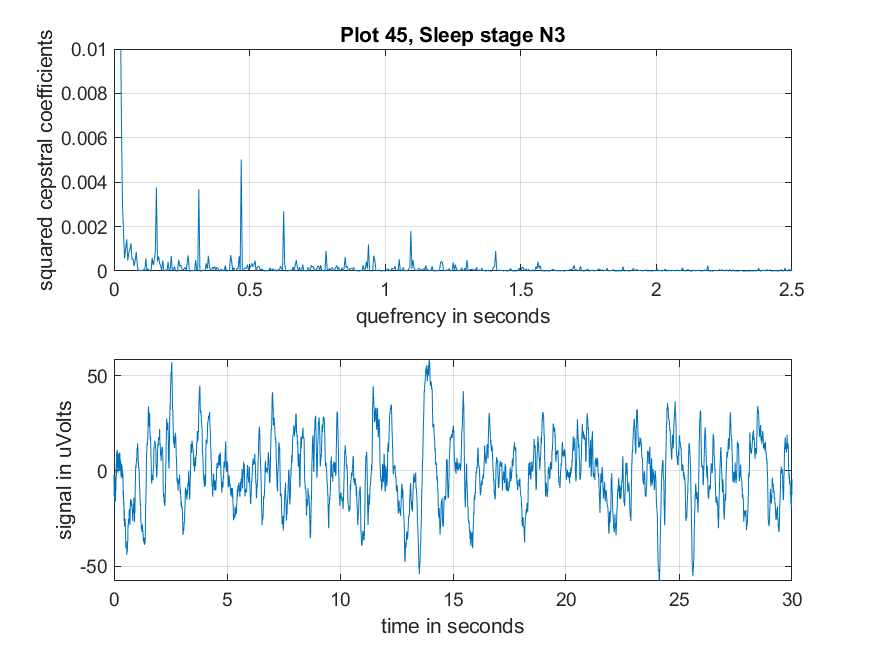 Plot 45, Sleep stage N3
squared cepstral coefficients
0.01
0.008
0.006
0.004
0.002
0
0 0.5 1 1.5 2 2.5
quefrency in seconds
signal in uVolts
50
0
-50
0 5 10 15 20 25 30
time in seconds